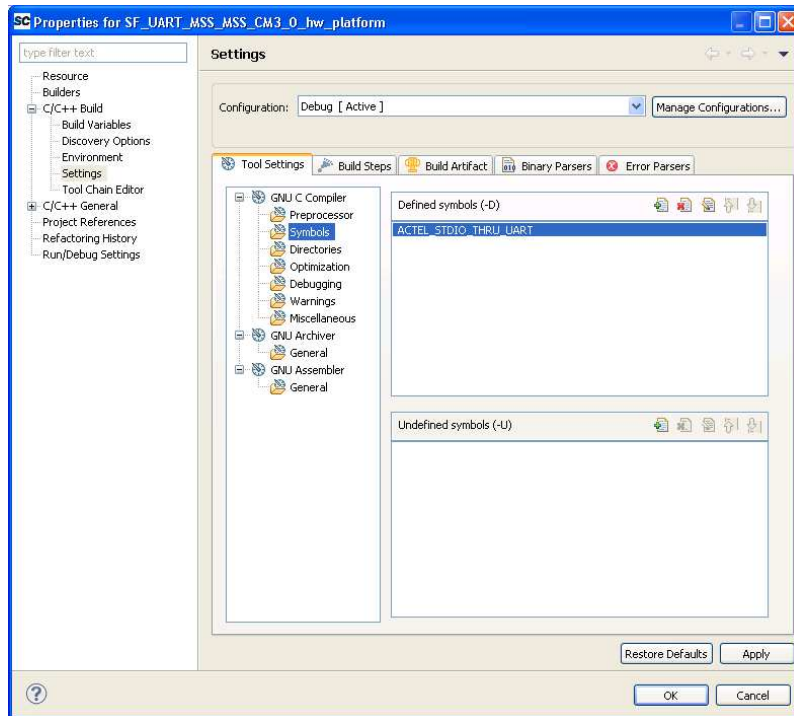 SC Properties for SF_UART_MSS_MSS_CM3_0_hw_platform
type filter text
Resource
Builders
C/C++ Build
Build Variables
Discovery Options
Environment
Settings
Tool Chain Editor
C/C++ General
Project References
Refactoring History
Run/Debug Settings
Settings
Configuration: Debug [ Active ] Manage Configurations...
Tool Settings Build Steps Build Artifact Binary Parsers Error Parsers
GNU C Compiler
Preprocessor
Symbols
Directories
Optimization
Debugging
Warnings
Miscellaneous
GNU Archiver
General
GNU Assembler
General
Defined symbols (-D)
ACTEL_STDIO_THRU_UART
Undefined symbols (-U)
Restore Defaults Apply
? OK Cancel